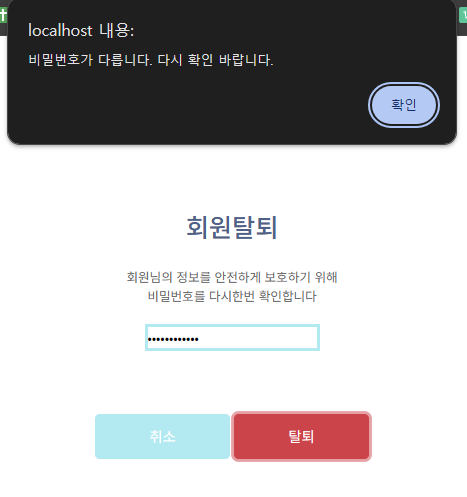 localhost 내용:
비밀번호가 다릅니다. 다시 확인 바랍니다.
확인
회원탈퇴
회원님의 정보를 안전하게 보호하기 위해
비밀번호를 다시한번 확인합니다
••••••••••••
취소
탈퇴